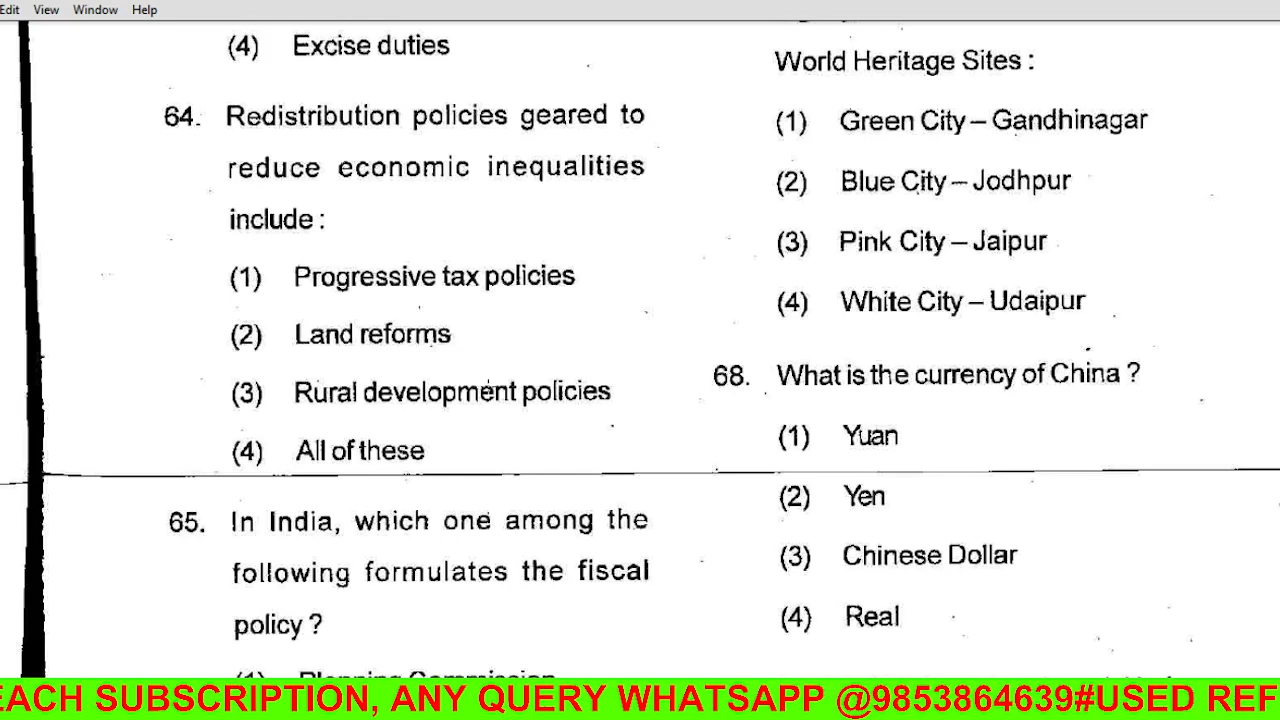 Edit View Window Help
(4) Excise duties
64. Redistribution policies geared to
reduce economic inequalities
include :
(1) Progressive tax policies
(2) Land reforms
(3) Rural development policies
(4) All of these
65. In India, which one among the
following formulates the fiscal
policy ?
(1) Planning Commission
World Heritage Sites :
(1) Green City – Gandhinagar
(2) Blue City – Jodhpur
(3) Pink City – Jaipur
(4) White City – Udaipur
68. What is the currency of China ?
(1) Yuan
(2) Yen
(3) Chinese Dollar
(4) Real
EACH SUBSCRIPTION, ANY QUERY WHATSAPP @9853864639#USED REF